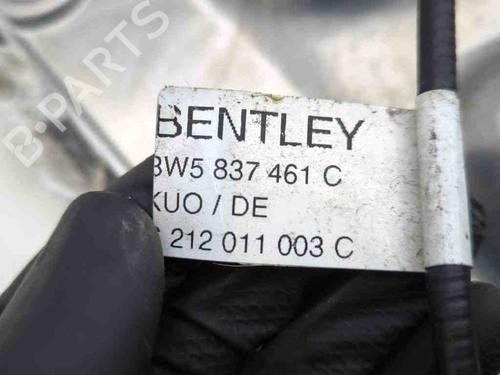 B-PARTS
BENTLEY
3W5 837 461 C
KUO / DE
212 011 003 C